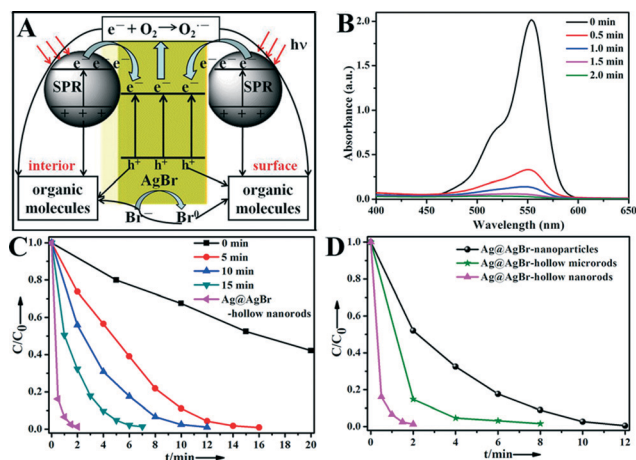 A
e⁻ + O₂→O₂·⁻
hν
e⁻ e⁻ e⁻
SPR
+ + +
e⁻ e⁻ e⁻
e⁻ e⁻ e⁻
SPR
+ + +
interior
surface
h⁺ h⁺ h⁺
AgBr
organic
molecules
organic
molecules
Br⁻ Br⁰
B
Absorbance (a.u.)
2.0
1.5
1.0
0.5
0.0
400 450 500 550 600 650
Wavelength (nm)
0 min
0.5 min
1.0 min
1.5 min
2.0 min
C
C/C₀
1.0
0.8
0.6
0.4
0.2
0.0
0 2 4 6 8 10 12 14 16 18 20
t/min
0 min
5 min
10 min
15 min
Ag@AgBr
-hollow nanorods
D
C/C₀
1.0
0.8
0.6
0.4
0.2
0.0
0 2 4 6 8 10 12
t/min
Ag@AgBr-nanoparticles
Ag@AgBr-hollow microrods
Ag@AgBr-hollow nanorods